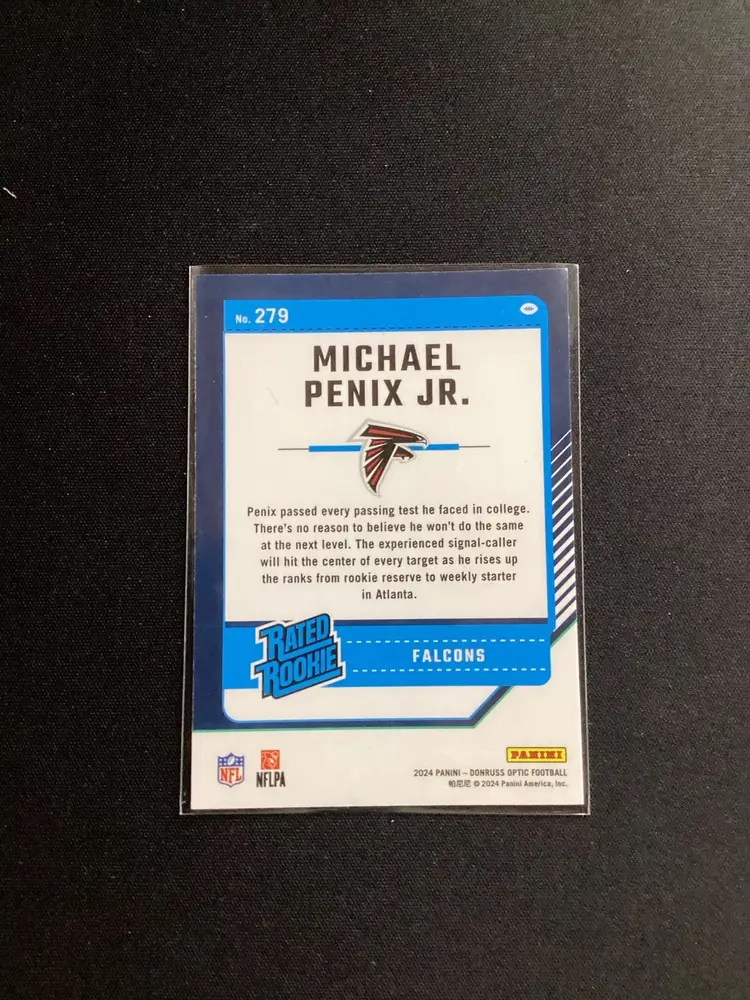 No. 279
MICHAEL
PENIX JR.
Penix passed every passing test he faced in college.
There's no reason to believe he won't do the same
at the next level. The experienced signal-caller
will hit the center of every target as he rises up
the ranks from rookie reserve to weekly starter
in Atlanta.
RATED
ROOKIE
FALCONS
PANINI
NFL
NFLPA
2024 PANINI – DONRUSS OPTIC FOOTBALL
帕尼尼 © 2024 Panini America, Inc.